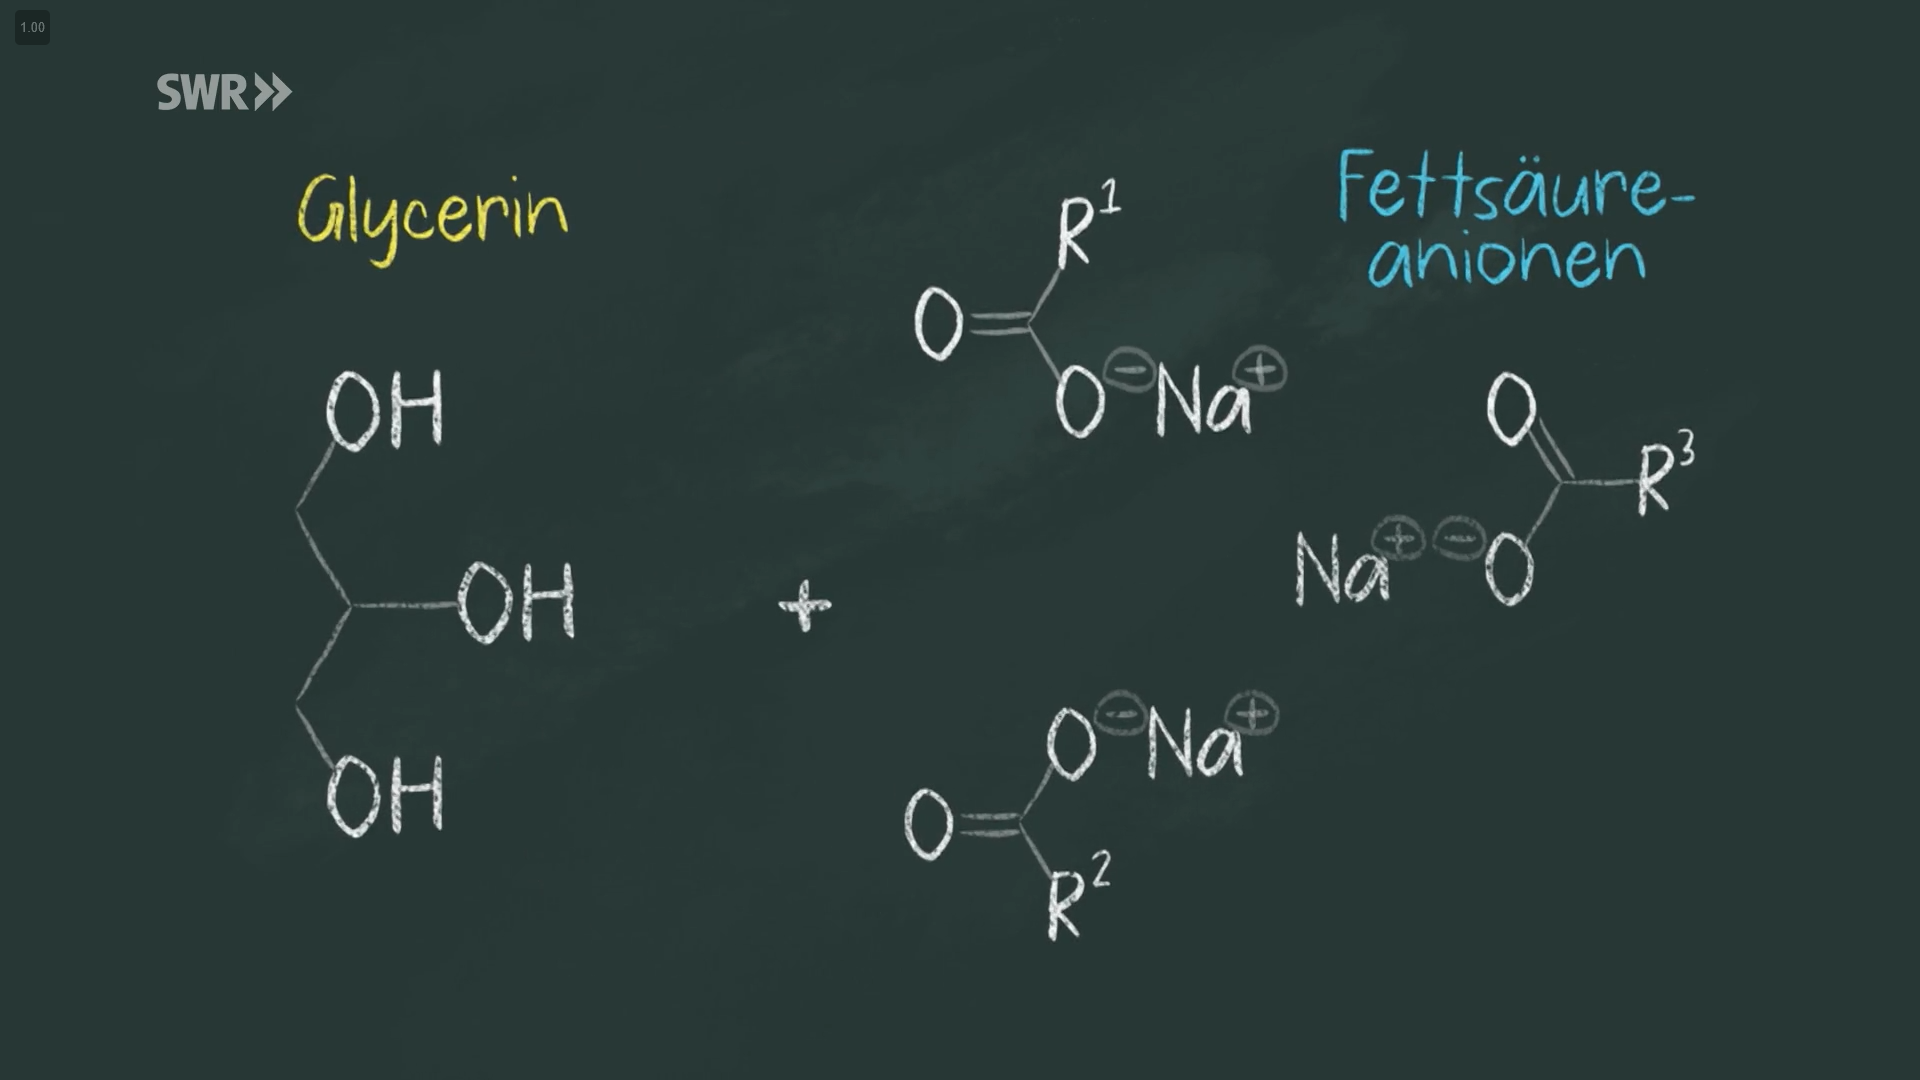 1.00
SWR
Glycerin
Fettsäure-
anionen
R¹
O
O⊖Na⊕
OH
O
R³
Na⊕⊖O
OH
+
O⊖Na⊕
OH
O
R²